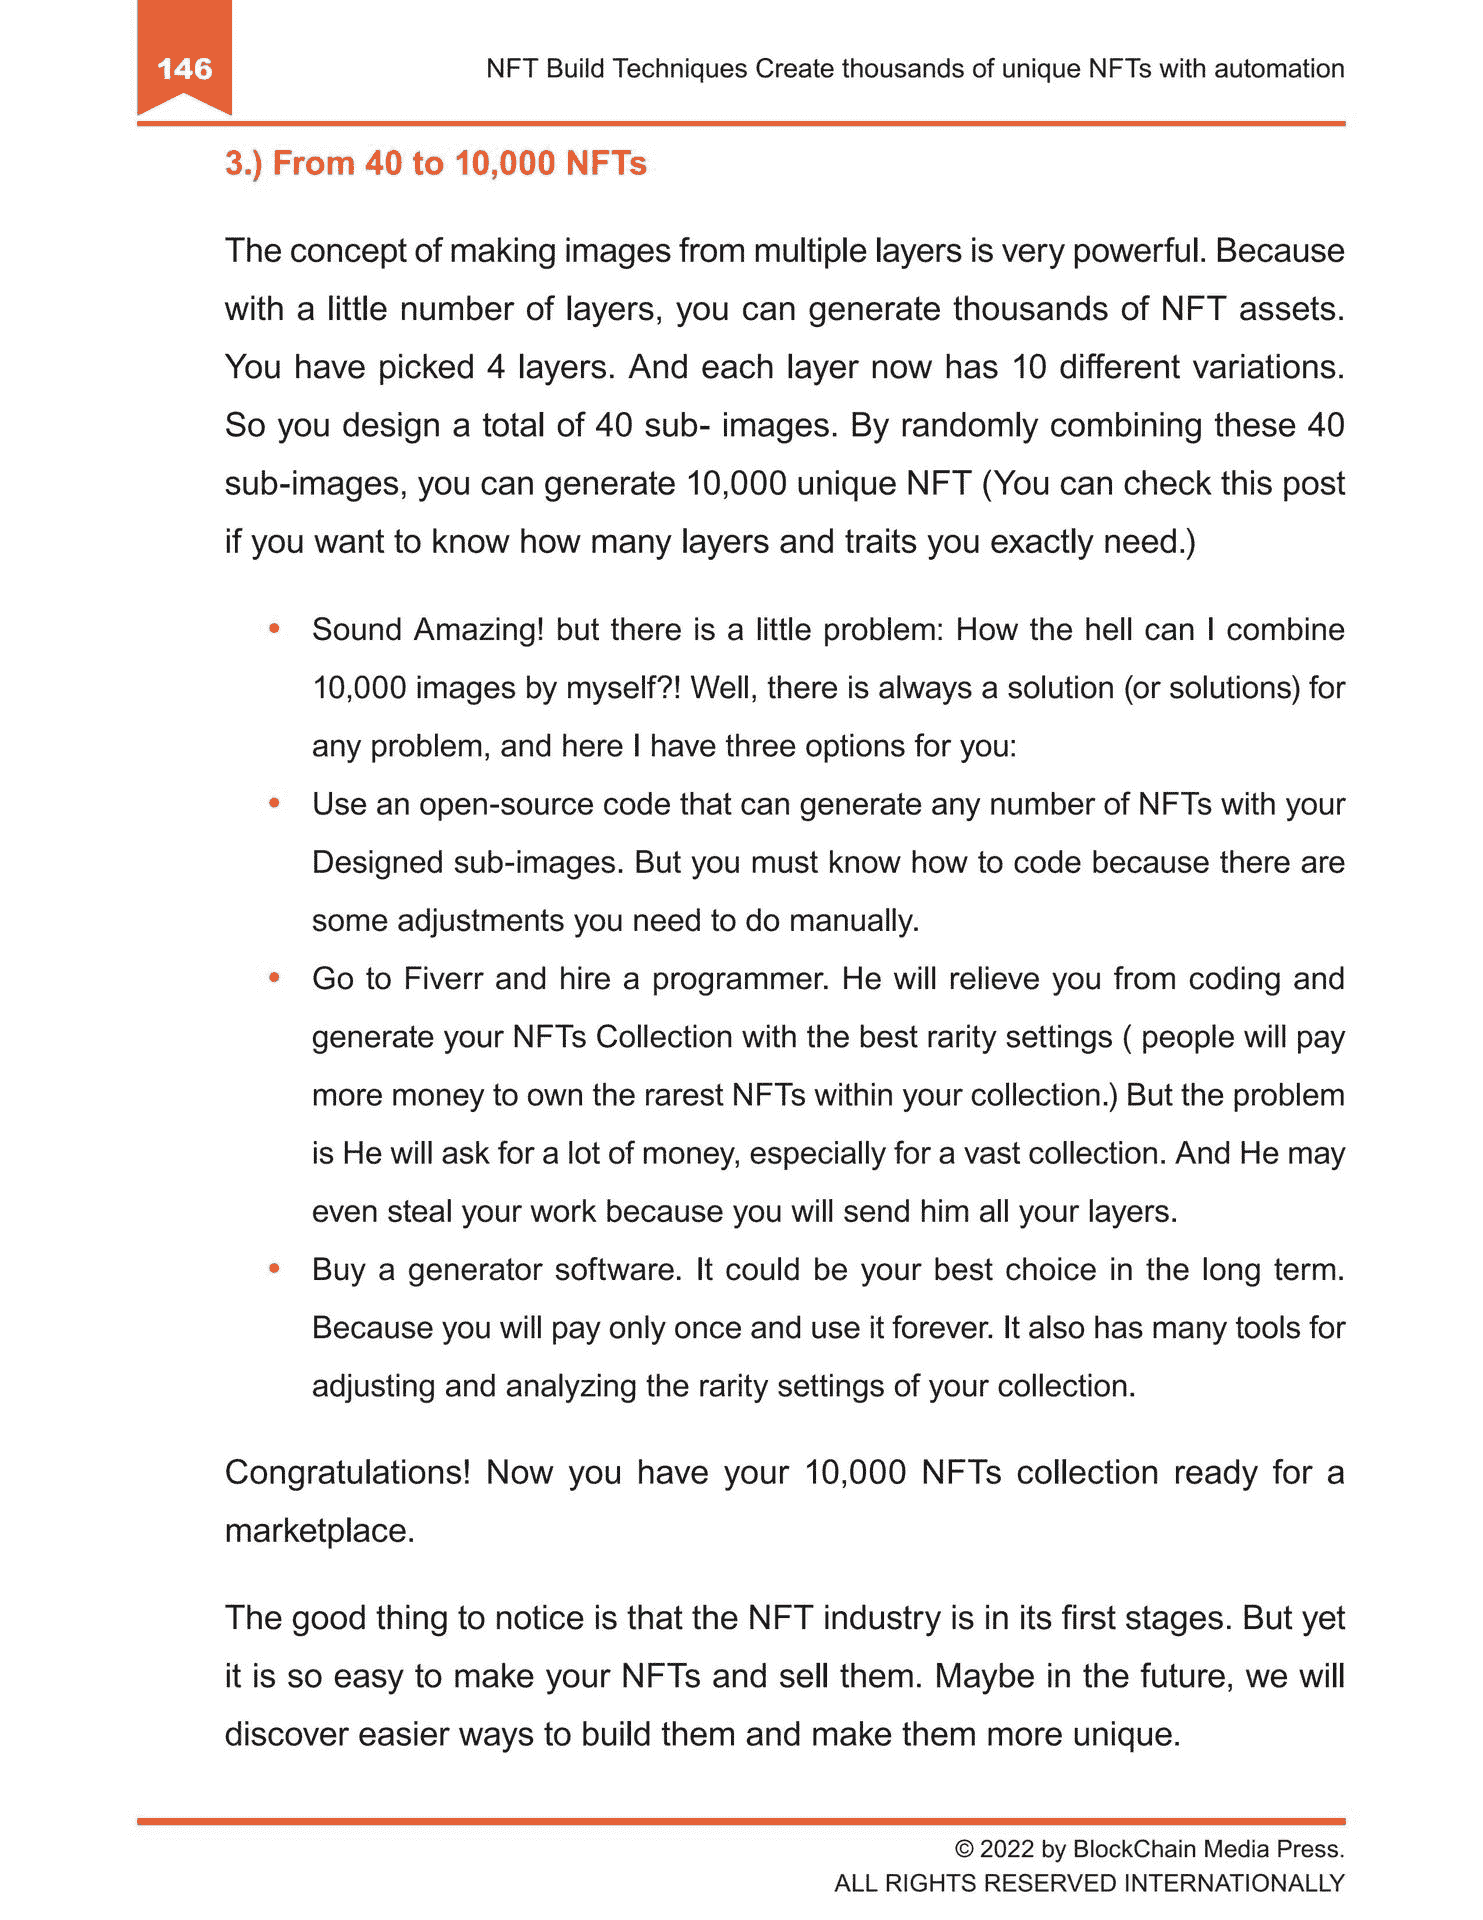 146
NFT Build Techniques Create thousands of unique NFTs with automation
3.) From 40 to 10,000 NFTs
The concept of making images from multiple layers is very powerful. Because
with a little number of layers, you can generate thousands of NFT assets.
You have picked 4 layers. And each layer now has 10 different variations.
So you design a total of 40 sub- images. By randomly combining these 40
sub-images, you can generate 10,000 unique NFT (You can check this post
if you want to know how many layers and traits you exactly need.)
• Sound Amazing! but there is a little problem: How the hell can I combine
10,000 images by myself?! Well, there is always a solution (or solutions) for
any problem, and here I have three options for you:
• Use an open-source code that can generate any number of NFTs with your
Designed sub-images. But you must know how to code because there are
some adjustments you need to do manually.
• Go to Fiverr and hire a programmer. He will relieve you from coding and
generate your NFTs Collection with the best rarity settings ( people will pay
more money to own the rarest NFTs within your collection.) But the problem
is He will ask for a lot of money, especially for a vast collection. And He may
even steal your work because you will send him all your layers.
• Buy a generator software. It could be your best choice in the long term.
Because you will pay only once and use it forever. It also has many tools for
adjusting and analyzing the rarity settings of your collection.
Congratulations! Now you have your 10,000 NFTs collection ready for a
marketplace.
The good thing to notice is that the NFT industry is in its first stages. But yet
it is so easy to make your NFTs and sell them. Maybe in the future, we will
discover easier ways to build them and make them more unique.
© 2022 by BlockChain Media Press.
ALL RIGHTS RESERVED INTERNATIONALLY